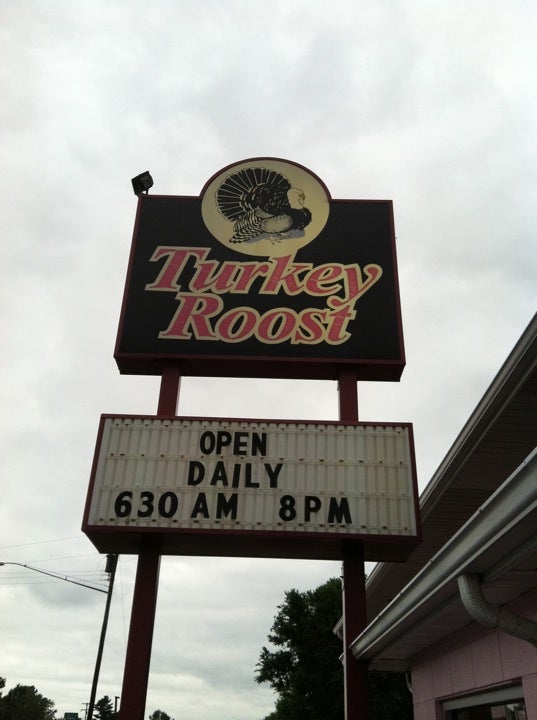 Turkey
Roost
OPEN
DAILY
630 AM 8PM